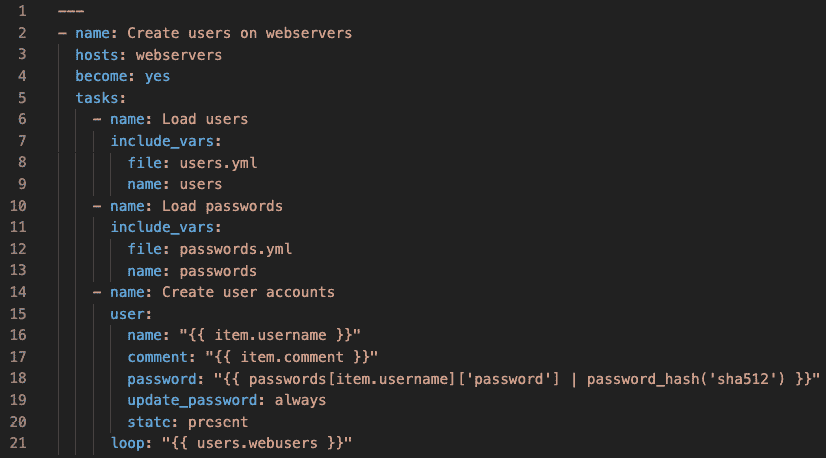 1 ---
2 - name: Create users on webservers
3 hosts: webservers
4 become: yes
5 tasks:
6 - name: Load users
7 include_vars:
8 file: users.yml
9 name: users
10 - name: Load passwords
11 include_vars:
12 file: passwords.yml
13 name: passwords
14 - name: Create user accounts
15 user:
16 name: "{{ item.username }}"
17 comment: "{{ item.comment }}"
18 password: "{{ passwords[item.username]['password'] | password_hash('sha512') }}"
19 update_password: always
20 state: present
21 loop: "{{ users.webusers }}"